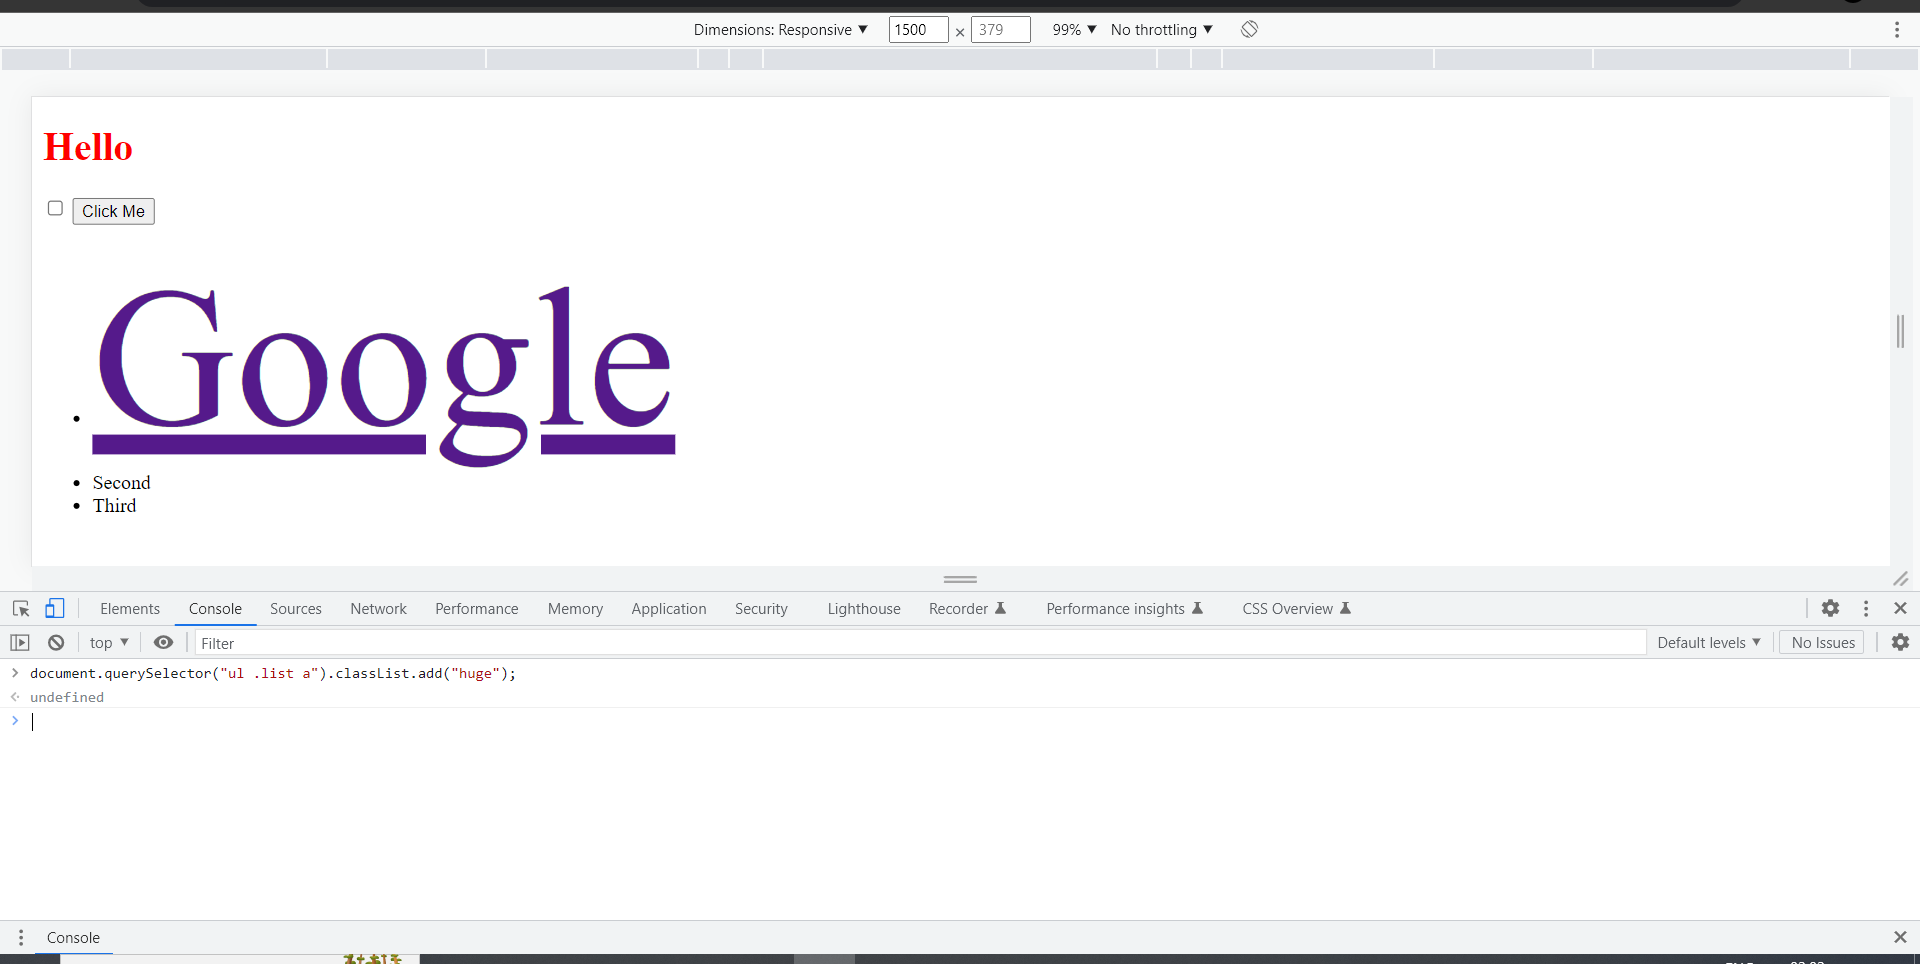 Dimensions: Responsive ▼ 1500 × 379 99% ▼ No throttling ▼
Hello
Click Me
Google
Second
Third
Elements Console Sources Network Performance Memory Application Security Lighthouse Recorder Performance insights CSS Overview
top ▼ Filter Default levels ▼ No Issues
document.querySelector("ul .list a").classList.add("huge");
undefined
Console